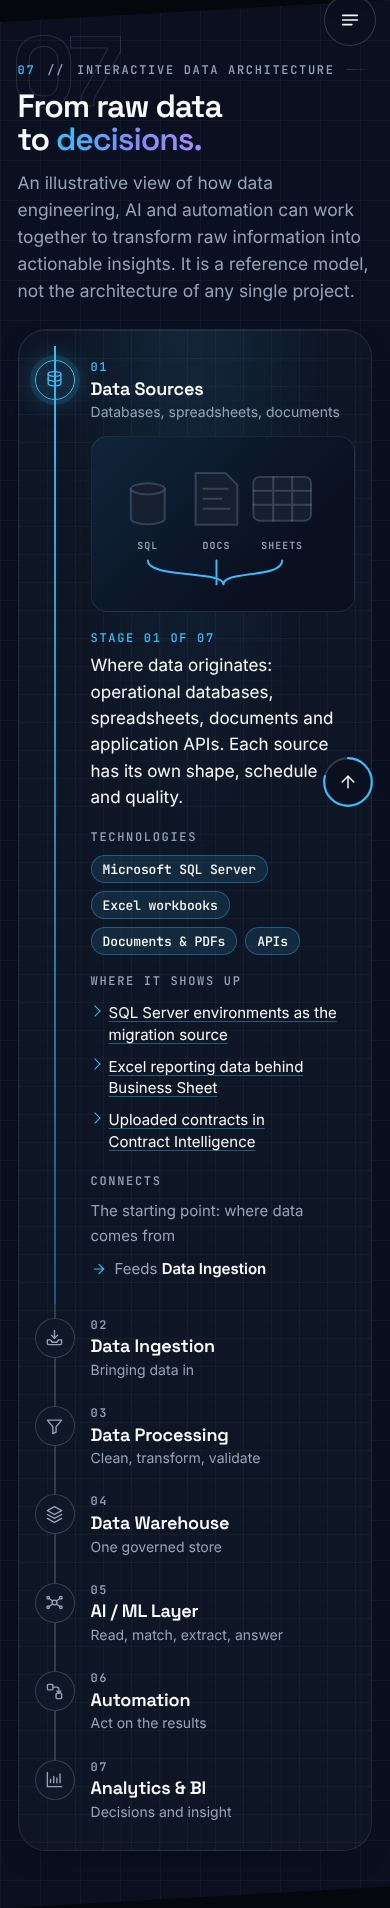 07
07 // INTERACTIVE DATA ARCHITECTURE
From raw data
to decisions.
An illustrative view of how data
engineering, AI and automation can work
together to transform raw information into
actionable insights. It is a reference model,
not the architecture of any single project.
01
Data Sources
Databases, spreadsheets, documents
SQL DOCS SHEETS
STAGE 01 OF 07
Where data originates:
operational databases,
spreadsheets, documents and
application APIs. Each source
has its own shape, schedule
and quality.
TECHNOLOGIES
Microsoft SQL Server
Excel workbooks
Documents & PDFs APIs
WHERE IT SHOWS UP
SQL Server environments as the
migration source
Excel reporting data behind
Business Sheet
Uploaded contracts in
Contract Intelligence
CONNECTS
The starting point: where data
comes from
Feeds Data Ingestion
02
Data Ingestion
Bringing data in
03
Data Processing
Clean, transform, validate
04
Data Warehouse
One governed store
05
AI / ML Layer
Read, match, extract, answer
06
Automation
Act on the results
07
Analytics & BI
Decisions and insight